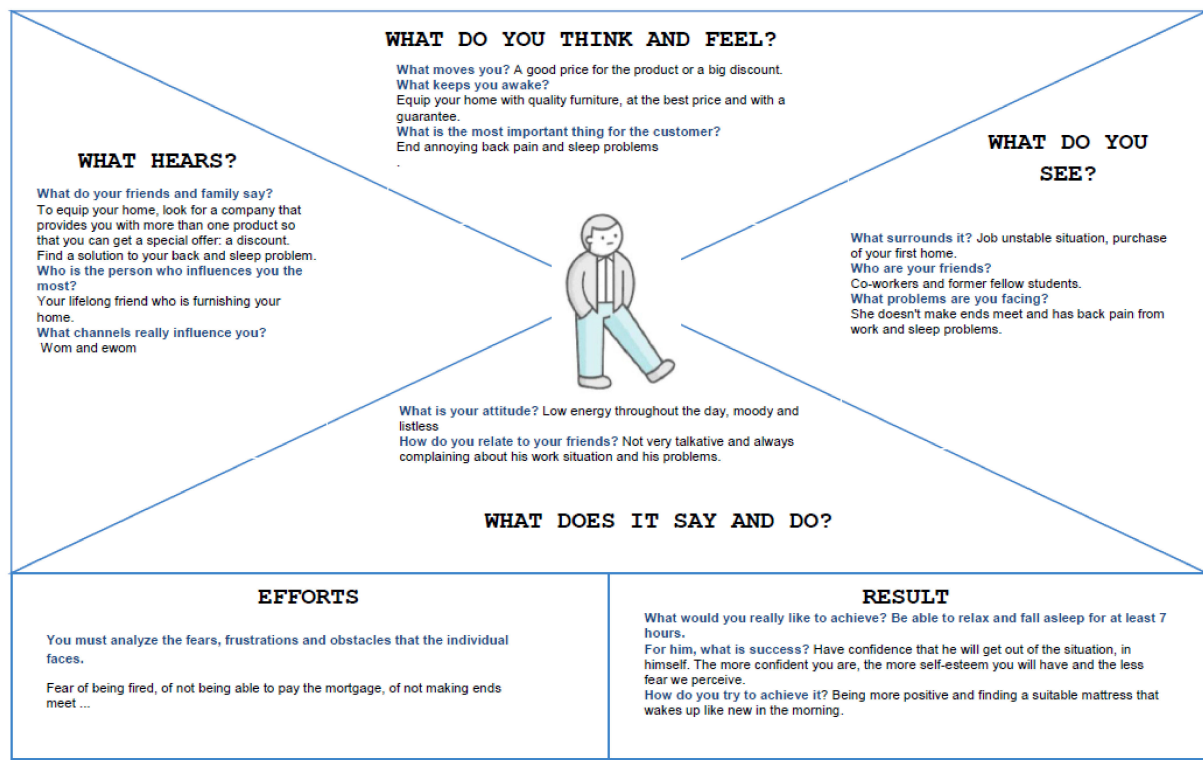 WHAT DO YOU THINK AND FEEL?
What moves you? A good price for the product or a big discount.
What keeps you awake?
Equip your home with quality furniture, at the best price and with a
guarantee.
What is the most important thing for the customer?
End annoying back pain and sleep problems
.
WHAT HEARS?
What do your friends and family say?
To equip your home, look for a company that
provides you with more than one product so
that you can get a special offer: a discount.
Find a solution to your back and sleep problem.
Who is the person who influences you the
most?
Your lifelong friend who is furnishing your
home.
What channels really influence you?
Wom and ewom
WHAT DO YOU
SEE?
What surrounds it? Job unstable situation, purchase
of your first home.
Who are your friends?
Co-workers and former fellow students.
What problems are you facing?
She doesn't make ends meet and has back pain from
work and sleep problems.
What is your attitude? Low energy throughout the day, moody and
listless
How do you relate to your friends? Not very talkative and always
complaining about his work situation and his problems.
WHAT DOES IT SAY AND DO?
EFFORTS
You must analyze the fears, frustrations and obstacles that the individual
faces.
Fear of being fired, of not being able to pay the mortgage, of not making ends
meet ...
RESULT
What would you really like to achieve? Be able to relax and fall asleep for at least 7
hours.
For him, what is success? Have confidence that he will get out of the situation, in
himself. The more confident you are, the more self-esteem you will have and the less
fear we perceive.
How do you try to achieve it? Being more positive and finding a suitable mattress that
wakes up like new in the morning.